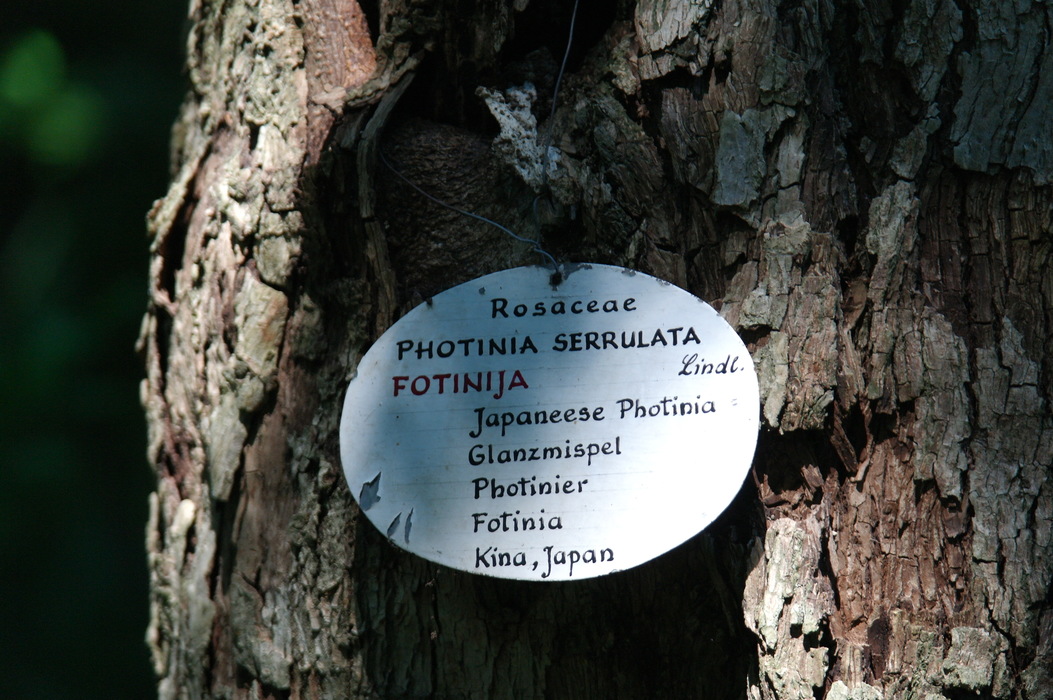 Rosaceae
PHOTINIA SERRULATA
Lindl.
FOTINIJA
Japaneese Photinia
Glanzmispel
Photinier
Fotinia
Kina, Japan